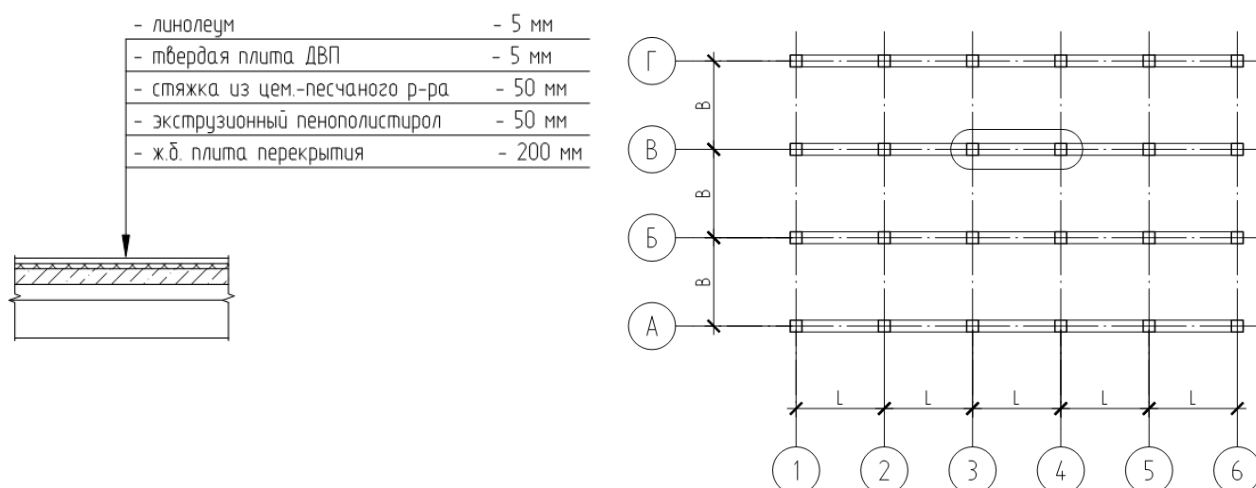 - линолеум - 5 мм
- твердая плита ДВП - 5 мм
- стяжка из цем.-песчаного р-ра - 50 мм
- экструзионный пенополистирол - 50 мм
- ж.б. плита перекрытия - 200 мм
Г
В
В
В
Б
В
А
L L L L L
1 2 3 4 5 6